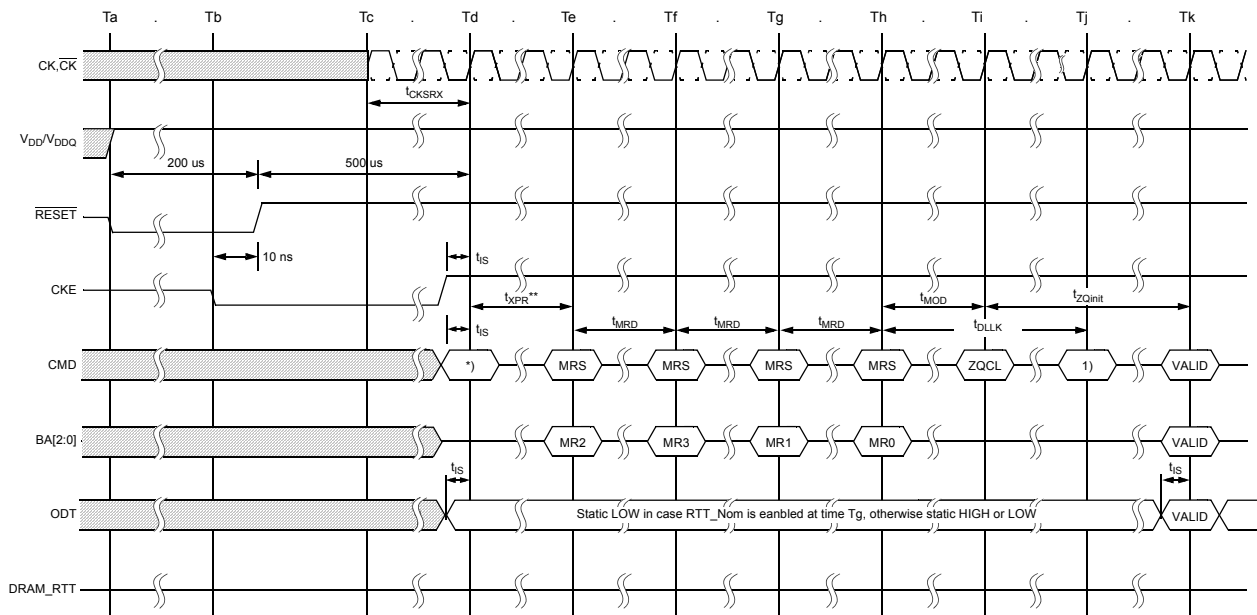 Ta . Tb Tc . Td . Te . Tf . Tg . Th . Ti . Tj . Tk
CK,C̅K̅
tCKSRX
VDD/VDDQ
200 us 500 us
R̅E̅S̅E̅T̅
10 ns tIS
CKE
tXPR** tMOD tZQinit
tMRD tMRD tMRD tDLLK
tIS
CMD *) MRS MRS MRS MRS ZQCL 1) VALID
BA[2:0] MR2 MR3 MR1 MR0 VALID
tIS tIS
ODT Static LOW in case RTT_Nom is eanbled at time Tg, otherwise static HIGH or LOW VALID
DRAM_RTT